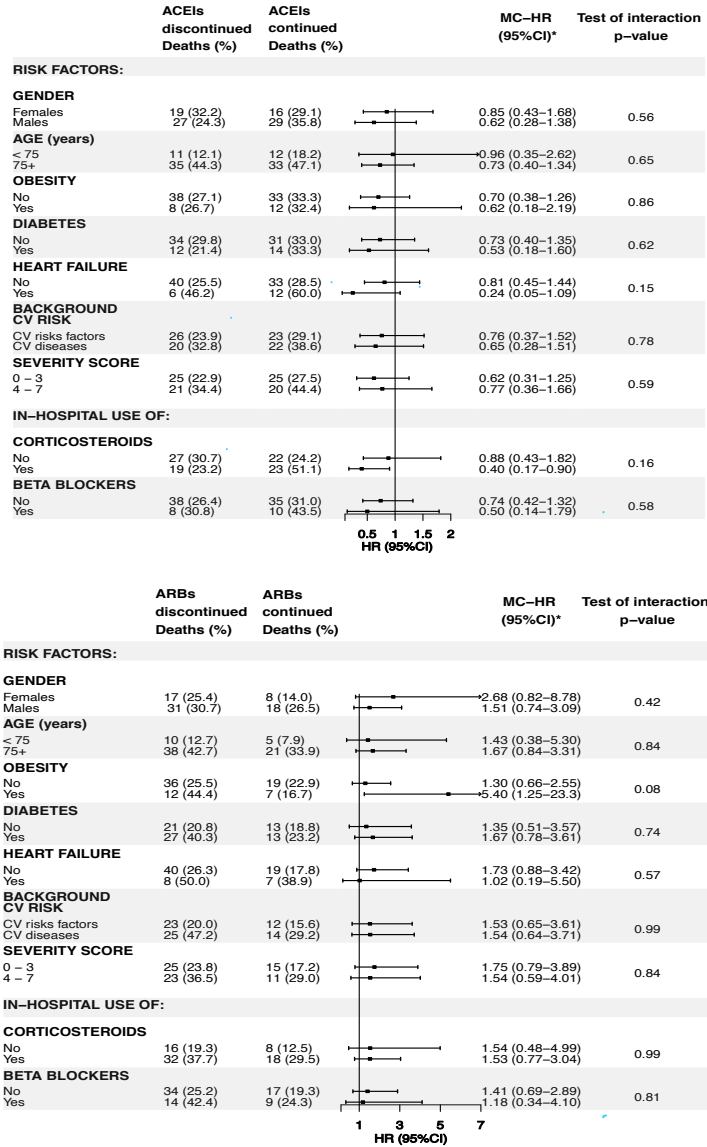 ACEIs ACEIs
discontinued continued MC−HR Test of interaction
Deaths (%) Deaths (%) (95%CI)* p−value
RISK FACTORS:
GENDER
Females 19 (32.2) 16 (29.1) 0.85 (0.43−1.68)
Males 27 (24.3) 29 (35.8) 0.62 (0.28−1.38) 0.56
AGE (years)
< 75 11 (12.1) 12 (18.2) 0.96 (0.35−2.62)
75+ 35 (44.3) 33 (47.1) 0.73 (0.40−1.34) 0.65
OBESITY
No 38 (27.1) 33 (33.3) 0.70 (0.38−1.26)
Yes 8 (26.7) 12 (32.4) 0.62 (0.18−2.19) 0.86
DIABETES
No 34 (29.8) 31 (33.0) 0.73 (0.40−1.35)
Yes 12 (21.4) 14 (33.3) 0.53 (0.18−1.60) 0.62
HEART FAILURE
No 40 (25.5) 33 (28.5) 0.81 (0.45−1.44)
Yes 6 (46.2) 12 (60.0) 0.24 (0.05−1.09) 0.15
BACKGROUND
CV RISK
CV risks factors 26 (23.9) 23 (29.1) 0.76 (0.37−1.52)
CV diseases 20 (32.8) 22 (38.6) 0.65 (0.28−1.51) 0.78
SEVERITY SCORE
0 − 3 25 (22.9) 25 (27.5) 0.62 (0.31−1.25)
4 − 7 21 (34.4) 20 (44.4) 0.77 (0.36−1.66) 0.59
IN−HOSPITAL USE OF:
CORTICOSTEROIDS
No 27 (30.7) 22 (24.2) 0.88 (0.43−1.82)
Yes 19 (23.2) 23 (51.1) 0.40 (0.17−0.90) 0.16
BETA BLOCKERS
No 38 (26.4) 35 (31.0) 0.74 (0.42−1.32)
Yes 8 (30.8) 10 (43.5) 0.50 (0.14−1.79) 0.58
0.5 1 1.5 2
HR (95%CI)
ARBs ARBs
discontinued continued MC−HR Test of interaction
Deaths (%) Deaths (%) (95%CI)* p−value
RISK FACTORS:
GENDER
Females 17 (25.4) 8 (14.0) 2.68 (0.82−8.78)
Males 31 (30.7) 18 (26.5) 1.51 (0.74−3.09) 0.42
AGE (years)
< 75 10 (12.7) 5 (7.9) 1.43 (0.38−5.30)
75+ 38 (42.7) 21 (33.9) 1.67 (0.84−3.31) 0.84
OBESITY
No 36 (25.5) 19 (22.9) 1.30 (0.66−2.55)
Yes 12 (44.4) 7 (16.7) 5.40 (1.25−23.3) 0.08
DIABETES
No 21 (20.8) 13 (18.8) 1.35 (0.51−3.57)
Yes 27 (40.3) 13 (23.2) 1.67 (0.78−3.61) 0.74
HEART FAILURE
No 40 (26.3) 19 (17.8) 1.73 (0.88−3.42)
Yes 8 (50.0) 7 (38.9) 1.02 (0.19−5.50) 0.57
BACKGROUND
CV RISK
CV risks factors 23 (20.0) 12 (15.6) 1.53 (0.65−3.61)
CV diseases 25 (47.2) 14 (29.2) 1.54 (0.64−3.71) 0.99
SEVERITY SCORE
0 − 3 25 (23.8) 15 (17.2) 1.75 (0.79−3.89)
4 − 7 23 (36.5) 11 (29.0) 1.54 (0.59−4.01) 0.84
IN−HOSPITAL USE OF:
CORTICOSTEROIDS
No 16 (19.3) 8 (12.5) 1.54 (0.48−4.99)
Yes 32 (37.7) 18 (29.5) 1.53 (0.77−3.04) 0.99
BETA BLOCKERS
No 34 (25.2) 17 (19.3) 1.41 (0.69−2.89)
Yes 14 (42.4) 9 (24.3) 1.18 (0.34−4.10) 0.81
1 3 5 7
HR (95%CI)